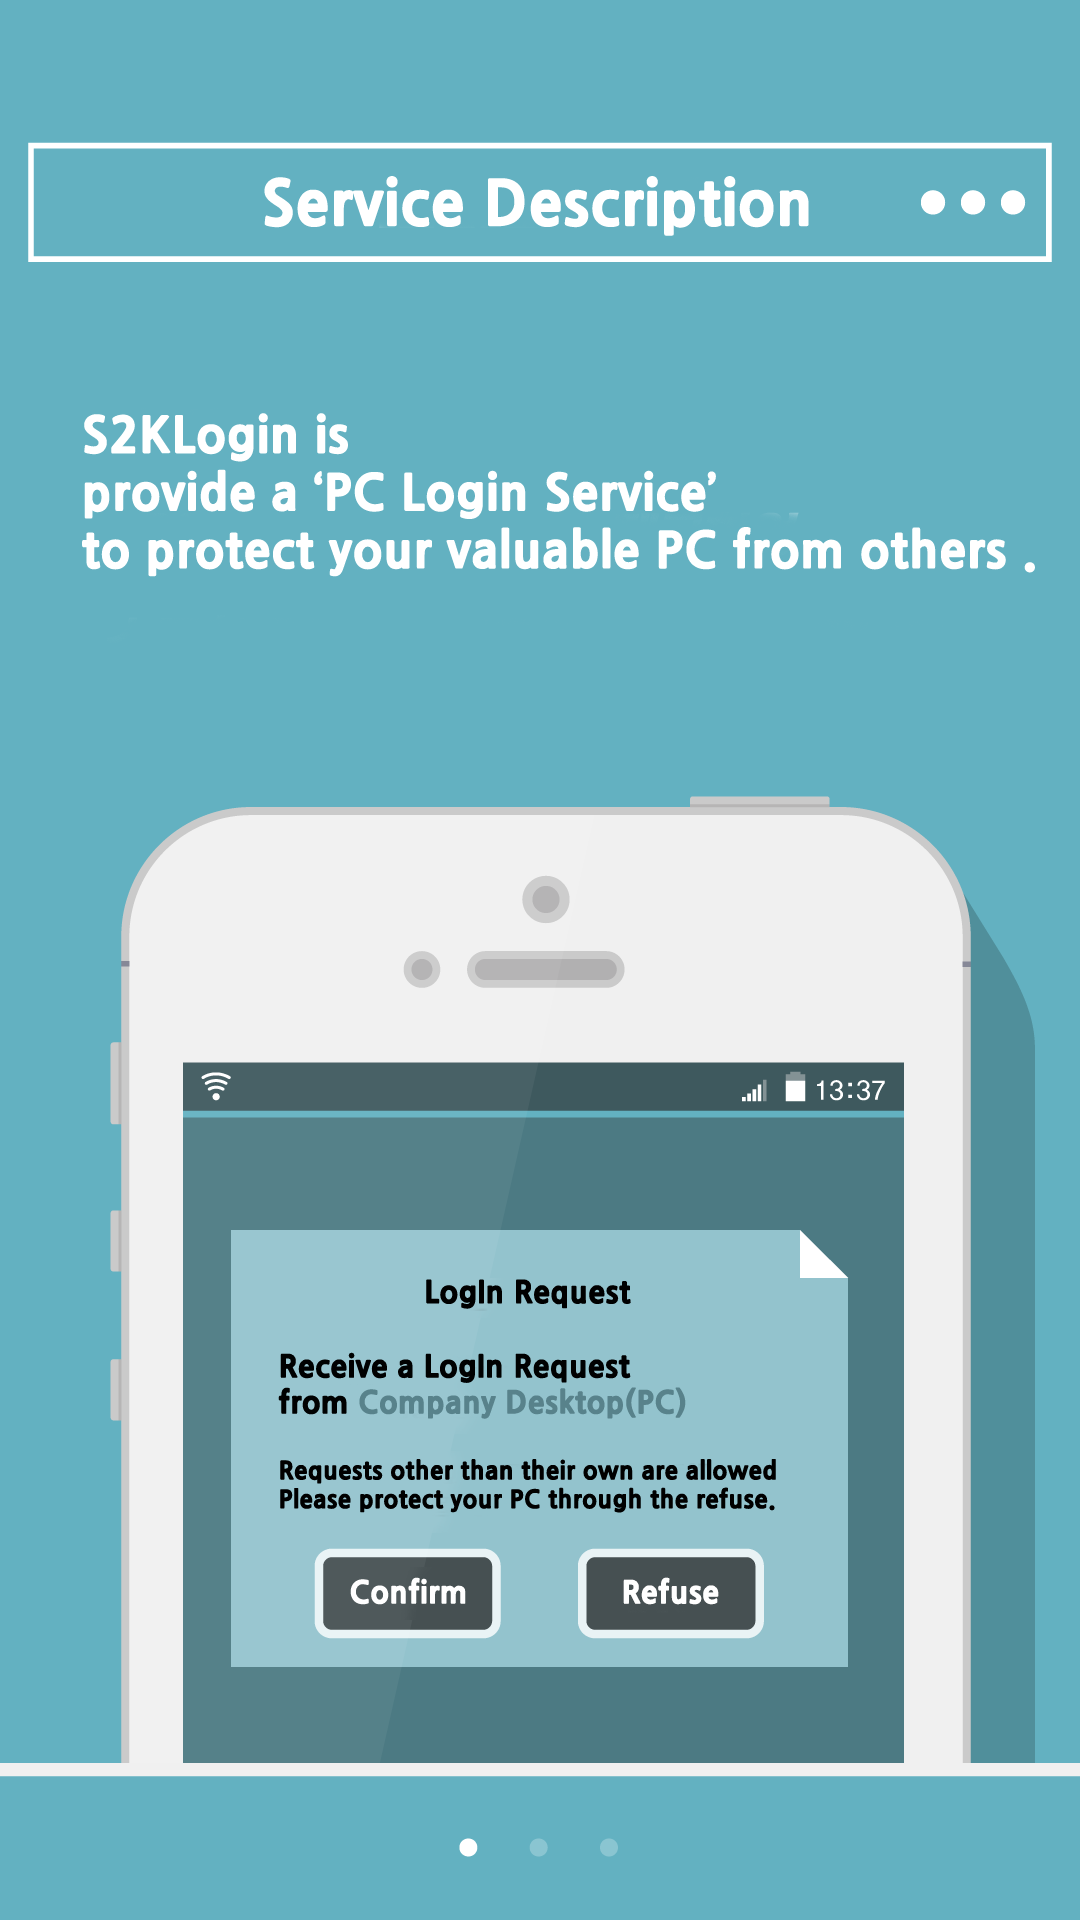 Service Description
S2KLogin is
provide a ‘PC Login Service’
to protect your valuable PC from others .
13:37
LogIn Request
Receive a LogIn Request
from Company Desktop(PC)
Requests other than their own are allowed
Please protect your PC through the refuse.
Confirm
Refuse